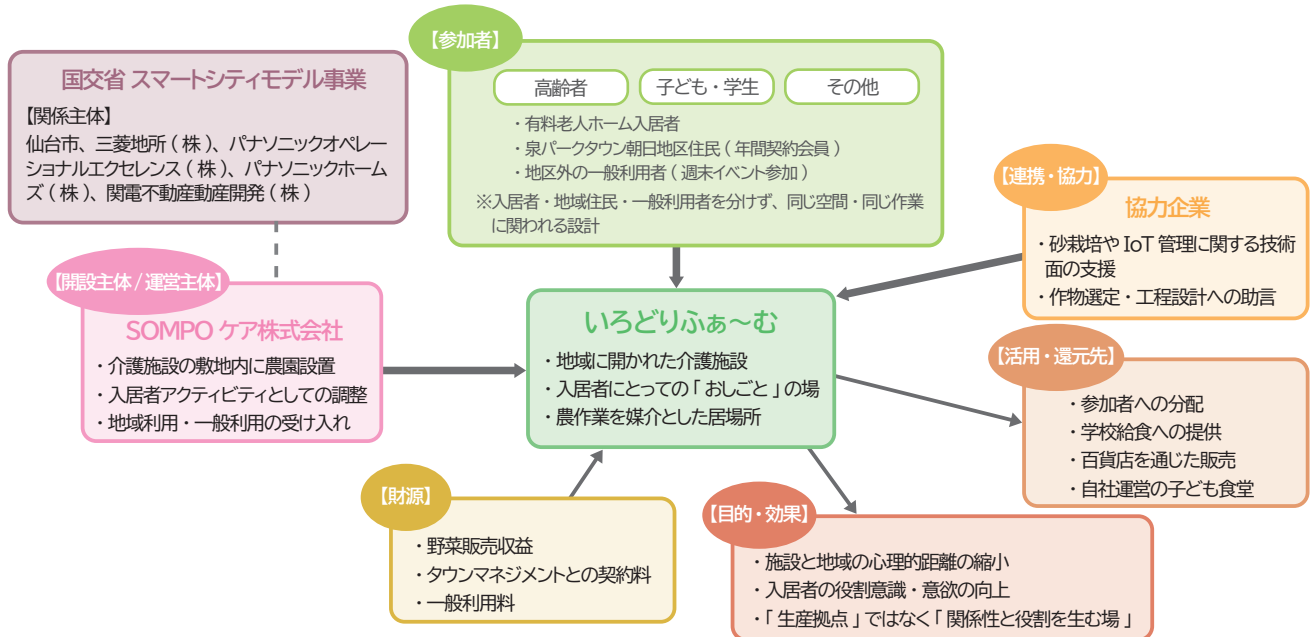 【参加者】
高齢者
子ども・学生
その他
・有料老人ホーム入居者
・泉パークタウン朝日地区住民(年間契約会員)
・地区外の一般利用者(週末イベント参加)
※入居者・地域住民・一般利用者を分けず、同じ空間・同じ作業
に関われる設計
国交省 スマートシティモデル事業
【関係主体】
仙台市、三菱地所(株)、パナソニックオペレー
ショナルエクセレンス(株)、パナソニックホーム
ズ(株)、関電不動産動産開発(株)
【連携・協力】
協力企業
・砂栽培や IoT 管理に関する技術
面の支援
・作物選定・工程設計への助言
【開設主体/運営主体】
SOMPO ケア株式会社
・介護施設の敷地内に農園設置
・入居者アクティビティとしての調整
・地域利用・一般利用の受け入れ
いろどりふぁ～む
・地域に開かれた介護施設
・入居者にとっての「おしごと」の場
・農作業を媒介とした居場所
【活用・還元先】
・参加者への分配
・学校給食への提供
・百貨店を通じた販売
・自社運営の子ども食堂
【財源】
・野菜販売収益
・タウンマネジメントとの契約料
・一般利用料
【目的・効果】
・施設と地域の心理的距離の縮小
・入居者の役割意識・意欲の向上
・「生産拠点」ではなく「関係性と役割を生む場」